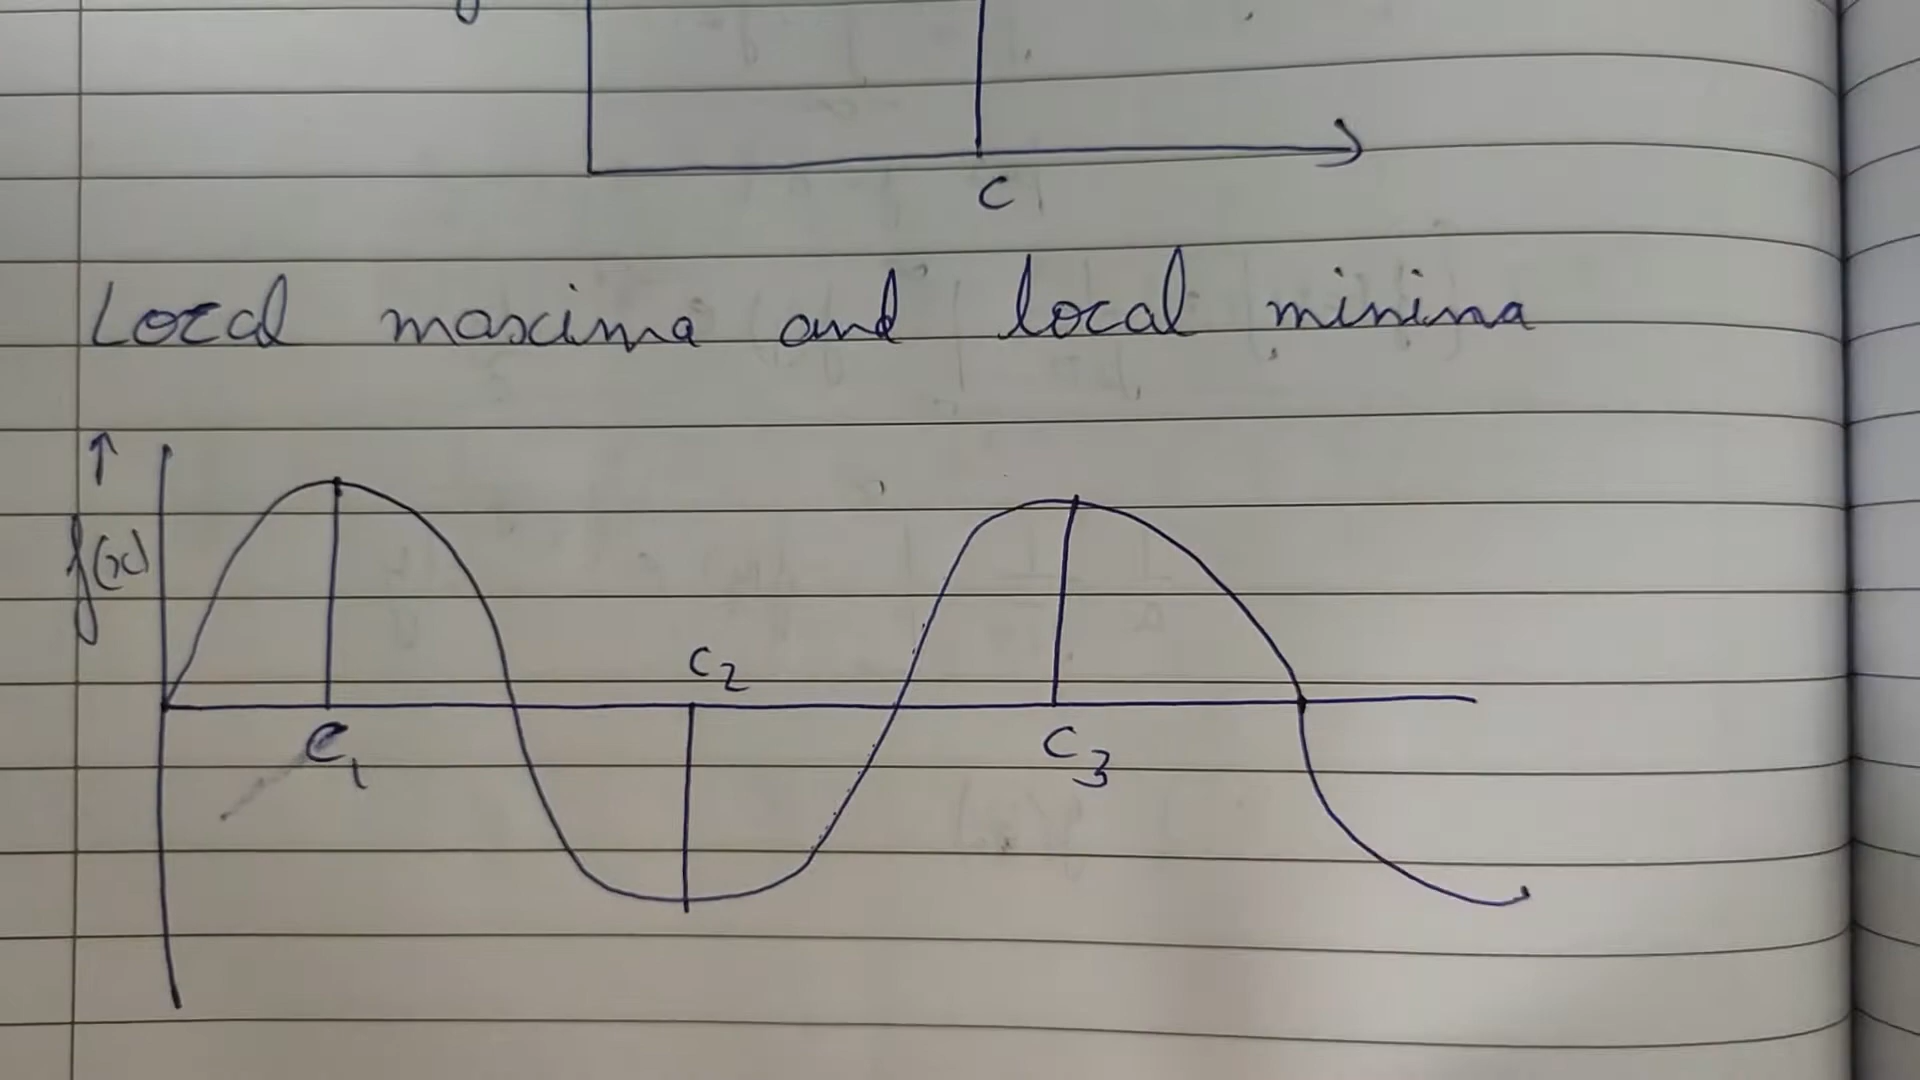 C
Local maxima and local minima
↑
f(x)
C2
C1
C3